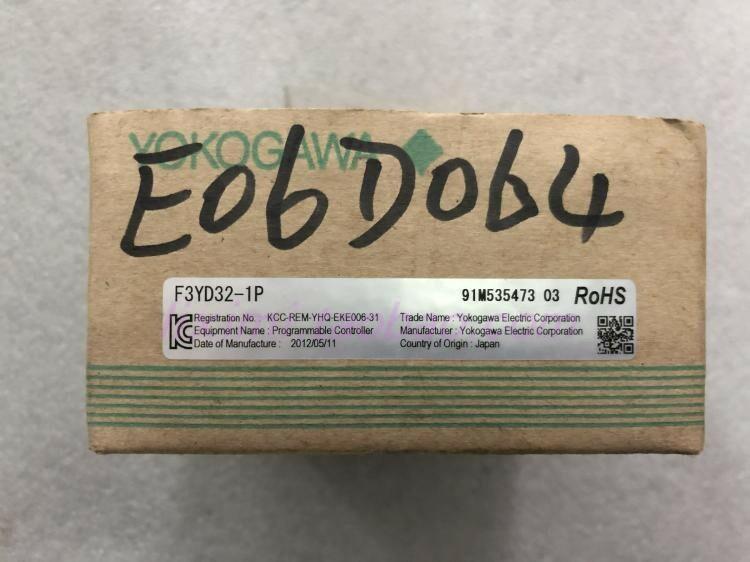 YOKOGAWA
E06D064
F3YD32-1P 91M535473 03 RoHS
Registration No. : KCC-REM-YHQ-EKE006-31 Trade Name : Yokogawa Electric Corporation
Equipment Name : Programmable Controller Manufacturer : Yokogawa Electric Corporation
Date of Manufacture : 2012/05/11 Country of Origin : Japan